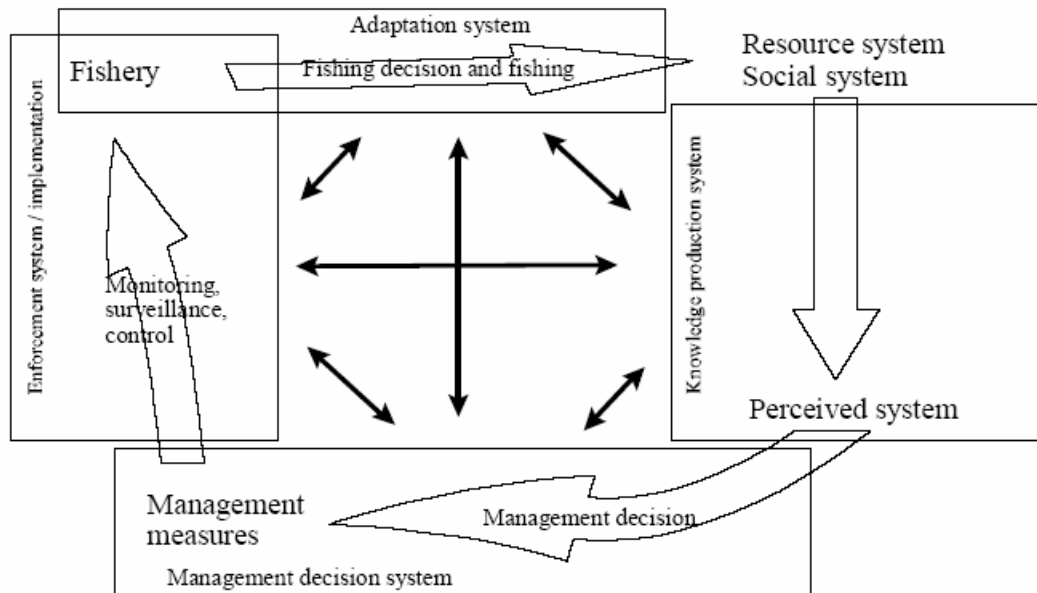 Adaptation system
Fishery
Fishing decision and fishing
Resource system
Social system
Enforcement system / implementation
Monitoring,
surveillance,
control
Knowledge production system
Perceived system
Management
measures
Management decision
Management decision system